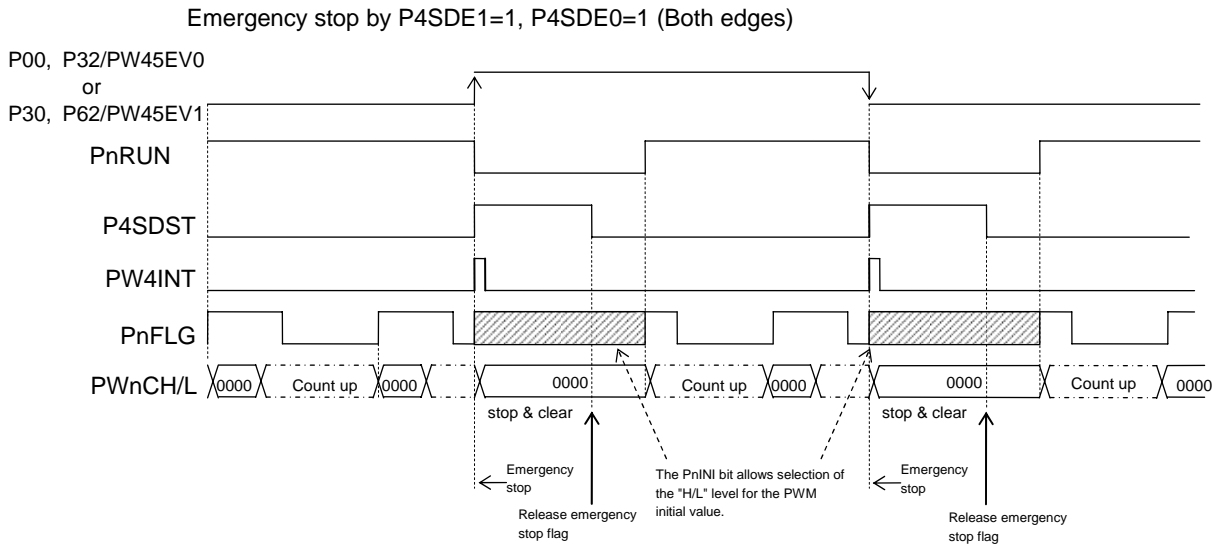 Emergency stop by P4SDE1=1, P4SDE0=1 (Both edges)
P00, P32/PW45EV0
or
P30, P62/PW45EV1
PnRUN
P4SDST
PW4INT
PnFLG
PWnCH/L
0000
Count up
0000
0000
Count up
0000
0000
Count up
0000
stop & clear
stop & clear
Emergency
stop
The PnINI bit allows selection of
the "H/L" level for the PWM
initial value.
Emergency
stop
Release emergency
stop flag
Release emergency
stop flag